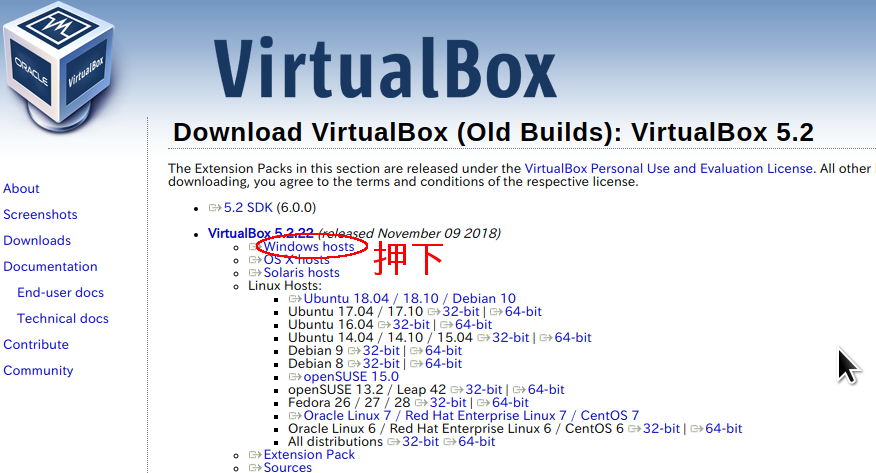 ORACLE
VirtualBox
VirtualBox
Download VirtualBox (Old Builds): VirtualBox 5.2
The Extension Packs in this section are released under the VirtualBox Personal Use and Evaluation License. All other
downloading, you agree to the terms and conditions of the respective license.
About
Screenshots
Downloads
Documentation
End-user docs
Technical docs
Contribute
Community
5.2 SDK (6.0.0)
VirtualBox 5.2.22 (released November 09 2018)
Windows hosts
押下
OS X hosts
Solaris hosts
Linux Hosts:
Ubuntu 18.04 / 18.10 / Debian 10
Ubuntu 17.04 / 17.10 32-bit | 64-bit
Ubuntu 16.04 32-bit | 64-bit
Ubuntu 14.04 / 14.10 / 15.04 32-bit | 64-bit
Debian 9 32-bit | 64-bit
Debian 8 32-bit | 64-bit
openSUSE 15.0
openSUSE 13.2 / Leap 42 32-bit | 64-bit
Fedora 26 / 27 / 28 32-bit | 64-bit
Oracle Linux 7 / Red Hat Enterprise Linux 7 / CentOS 7
Oracle Linux 6 / Red Hat Enterprise Linux 6 / CentOS 6 32-bit | 64-bit
All distributions 32-bit 64-bit
Extension Pack
Sources